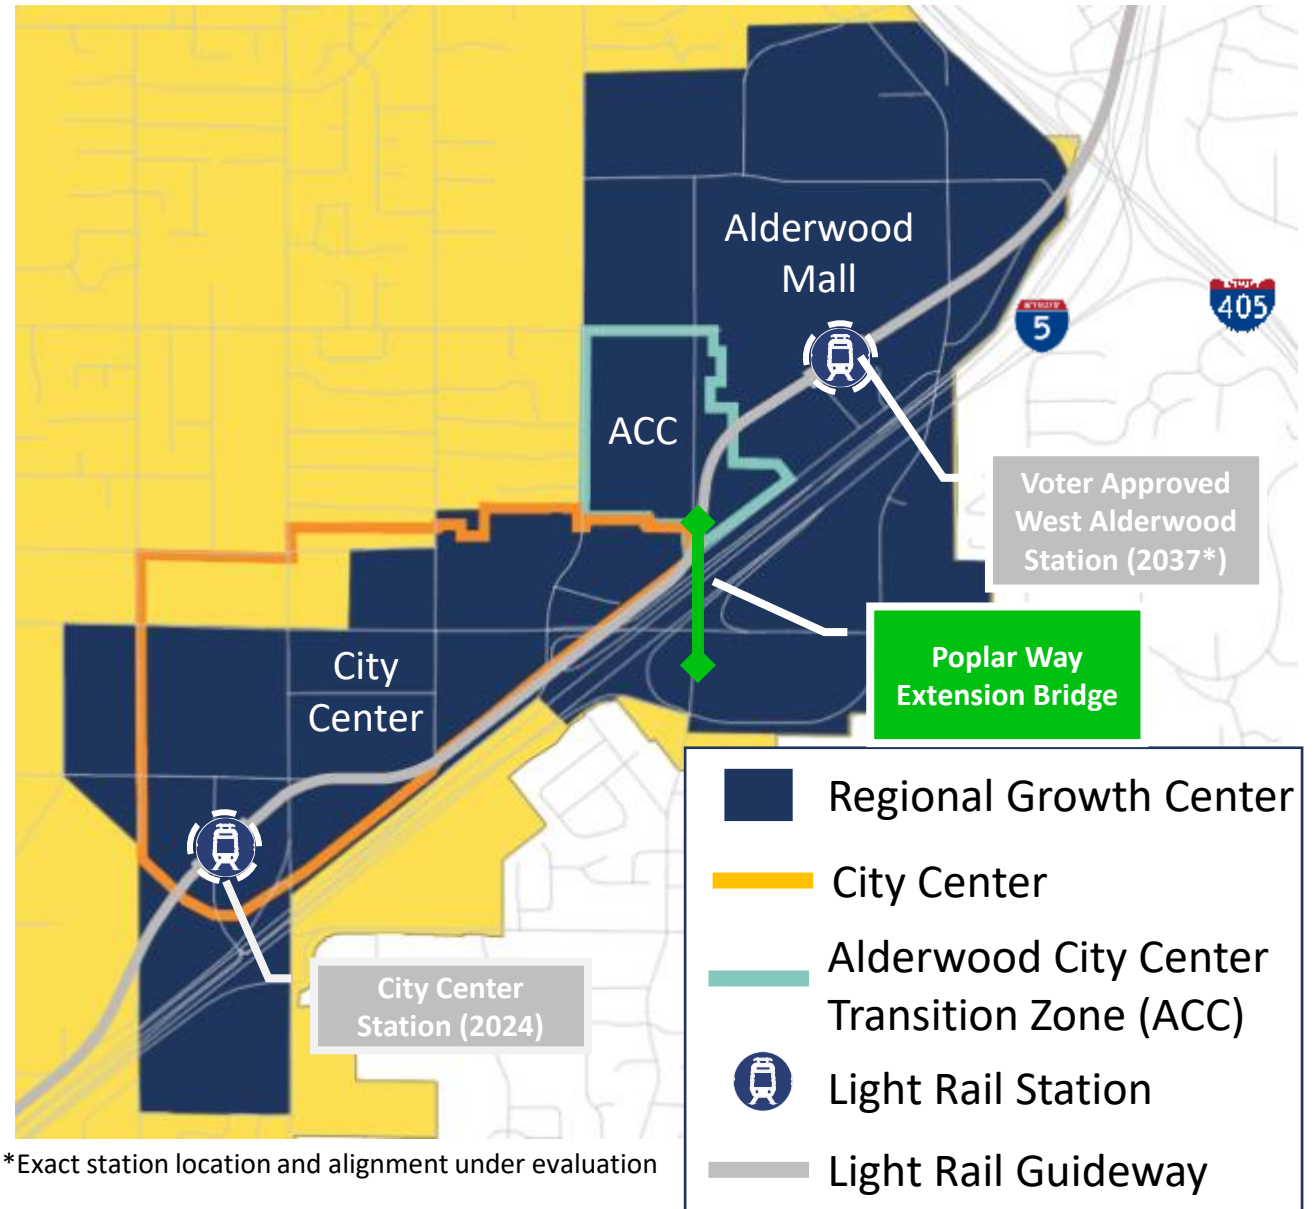 Alderwood
Mall
5
405
ACC
Voter Approved
West Alderwood
Station (2037*)
Poplar Way
Extension Bridge
City
Center
City Center
Station (2024)
Regional Growth Center
City Center
Alderwood City Center
Transition Zone (ACC)
Light Rail Station
Light Rail Guideway
*Exact station location and alignment under evaluation